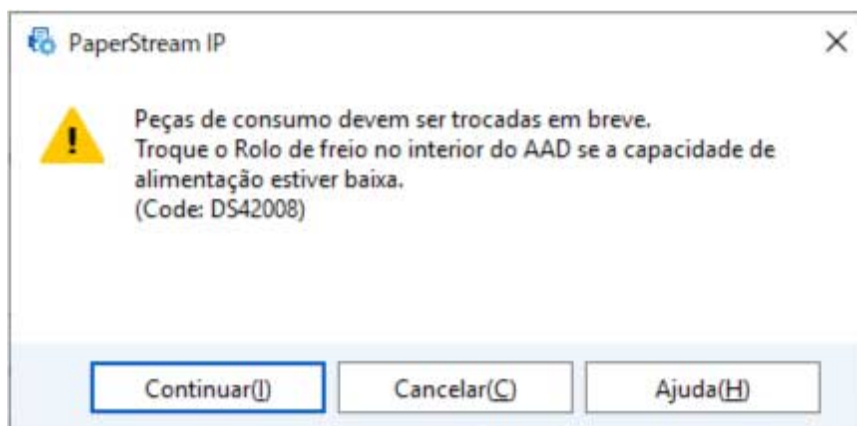 PaperStream IP
Peças de consumo devem ser trocadas em breve.
Troque o Rolo de freio no interior do AAD se a capacidade de
alimentação estiver baixa.
(Code: DS42008)
Continuar(I) Cancelar(C) Ajuda(H)